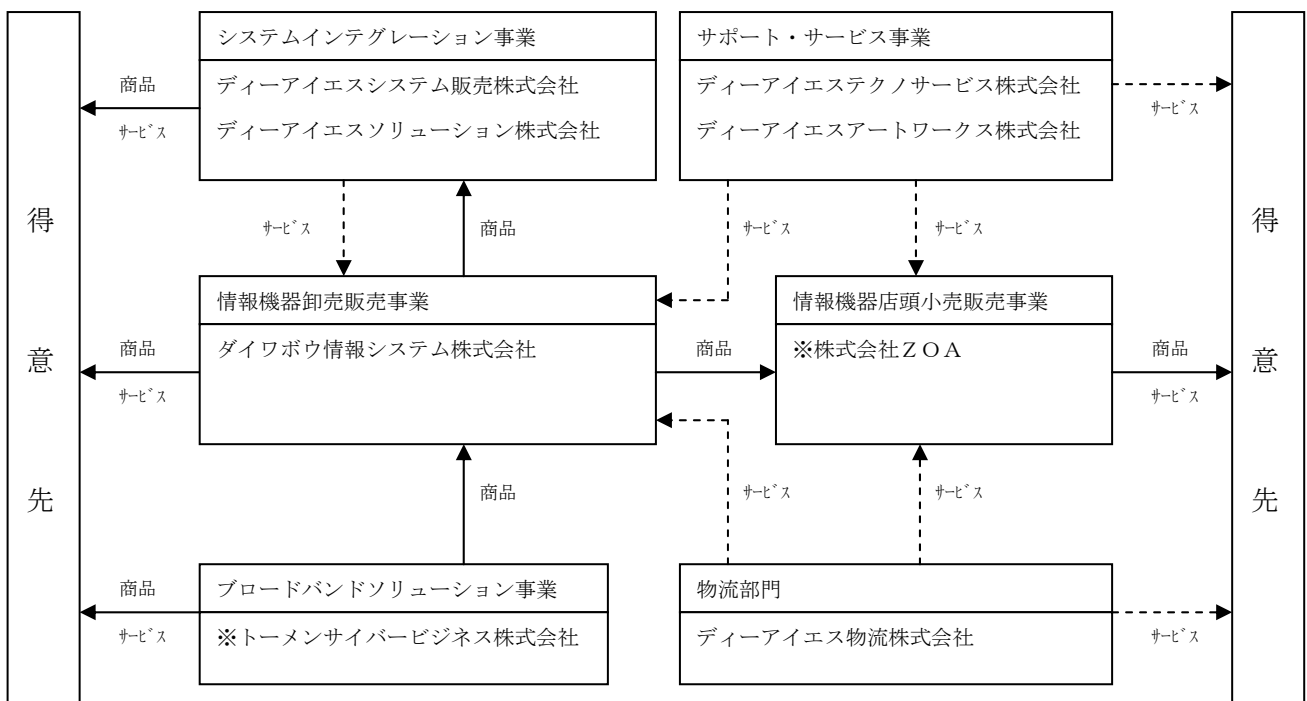 システムインテグレーション事業
ディーアイエスシステム販売株式会社
ディーアイエスソリューション株式会社
サポート・サービス事業
ディーアイエステクノサービス株式会社
ディーアイエスアートワークス株式会社
商品
ｻｰﾋﾞｽ
ｻｰﾋﾞｽ
得意先
得意先
ｻｰﾋﾞｽ
商品
ｻｰﾋﾞｽ
ｻｰﾋﾞｽ
情報機器卸売販売事業
ダイワボウ情報システム株式会社
情報機器店頭小売販売事業
※株式会社ＺＯＡ
商品
ｻｰﾋﾞｽ
商品
商品
ｻｰﾋﾞｽ
商品
ｻｰﾋﾞｽ
ｻｰﾋﾞｽ
ブロードバンドソリューション事業
※トーメンサイバービジネス株式会社
物流部門
ディーアイエス物流株式会社
商品
ｻｰﾋﾞｽ
ｻｰﾋﾞｽ